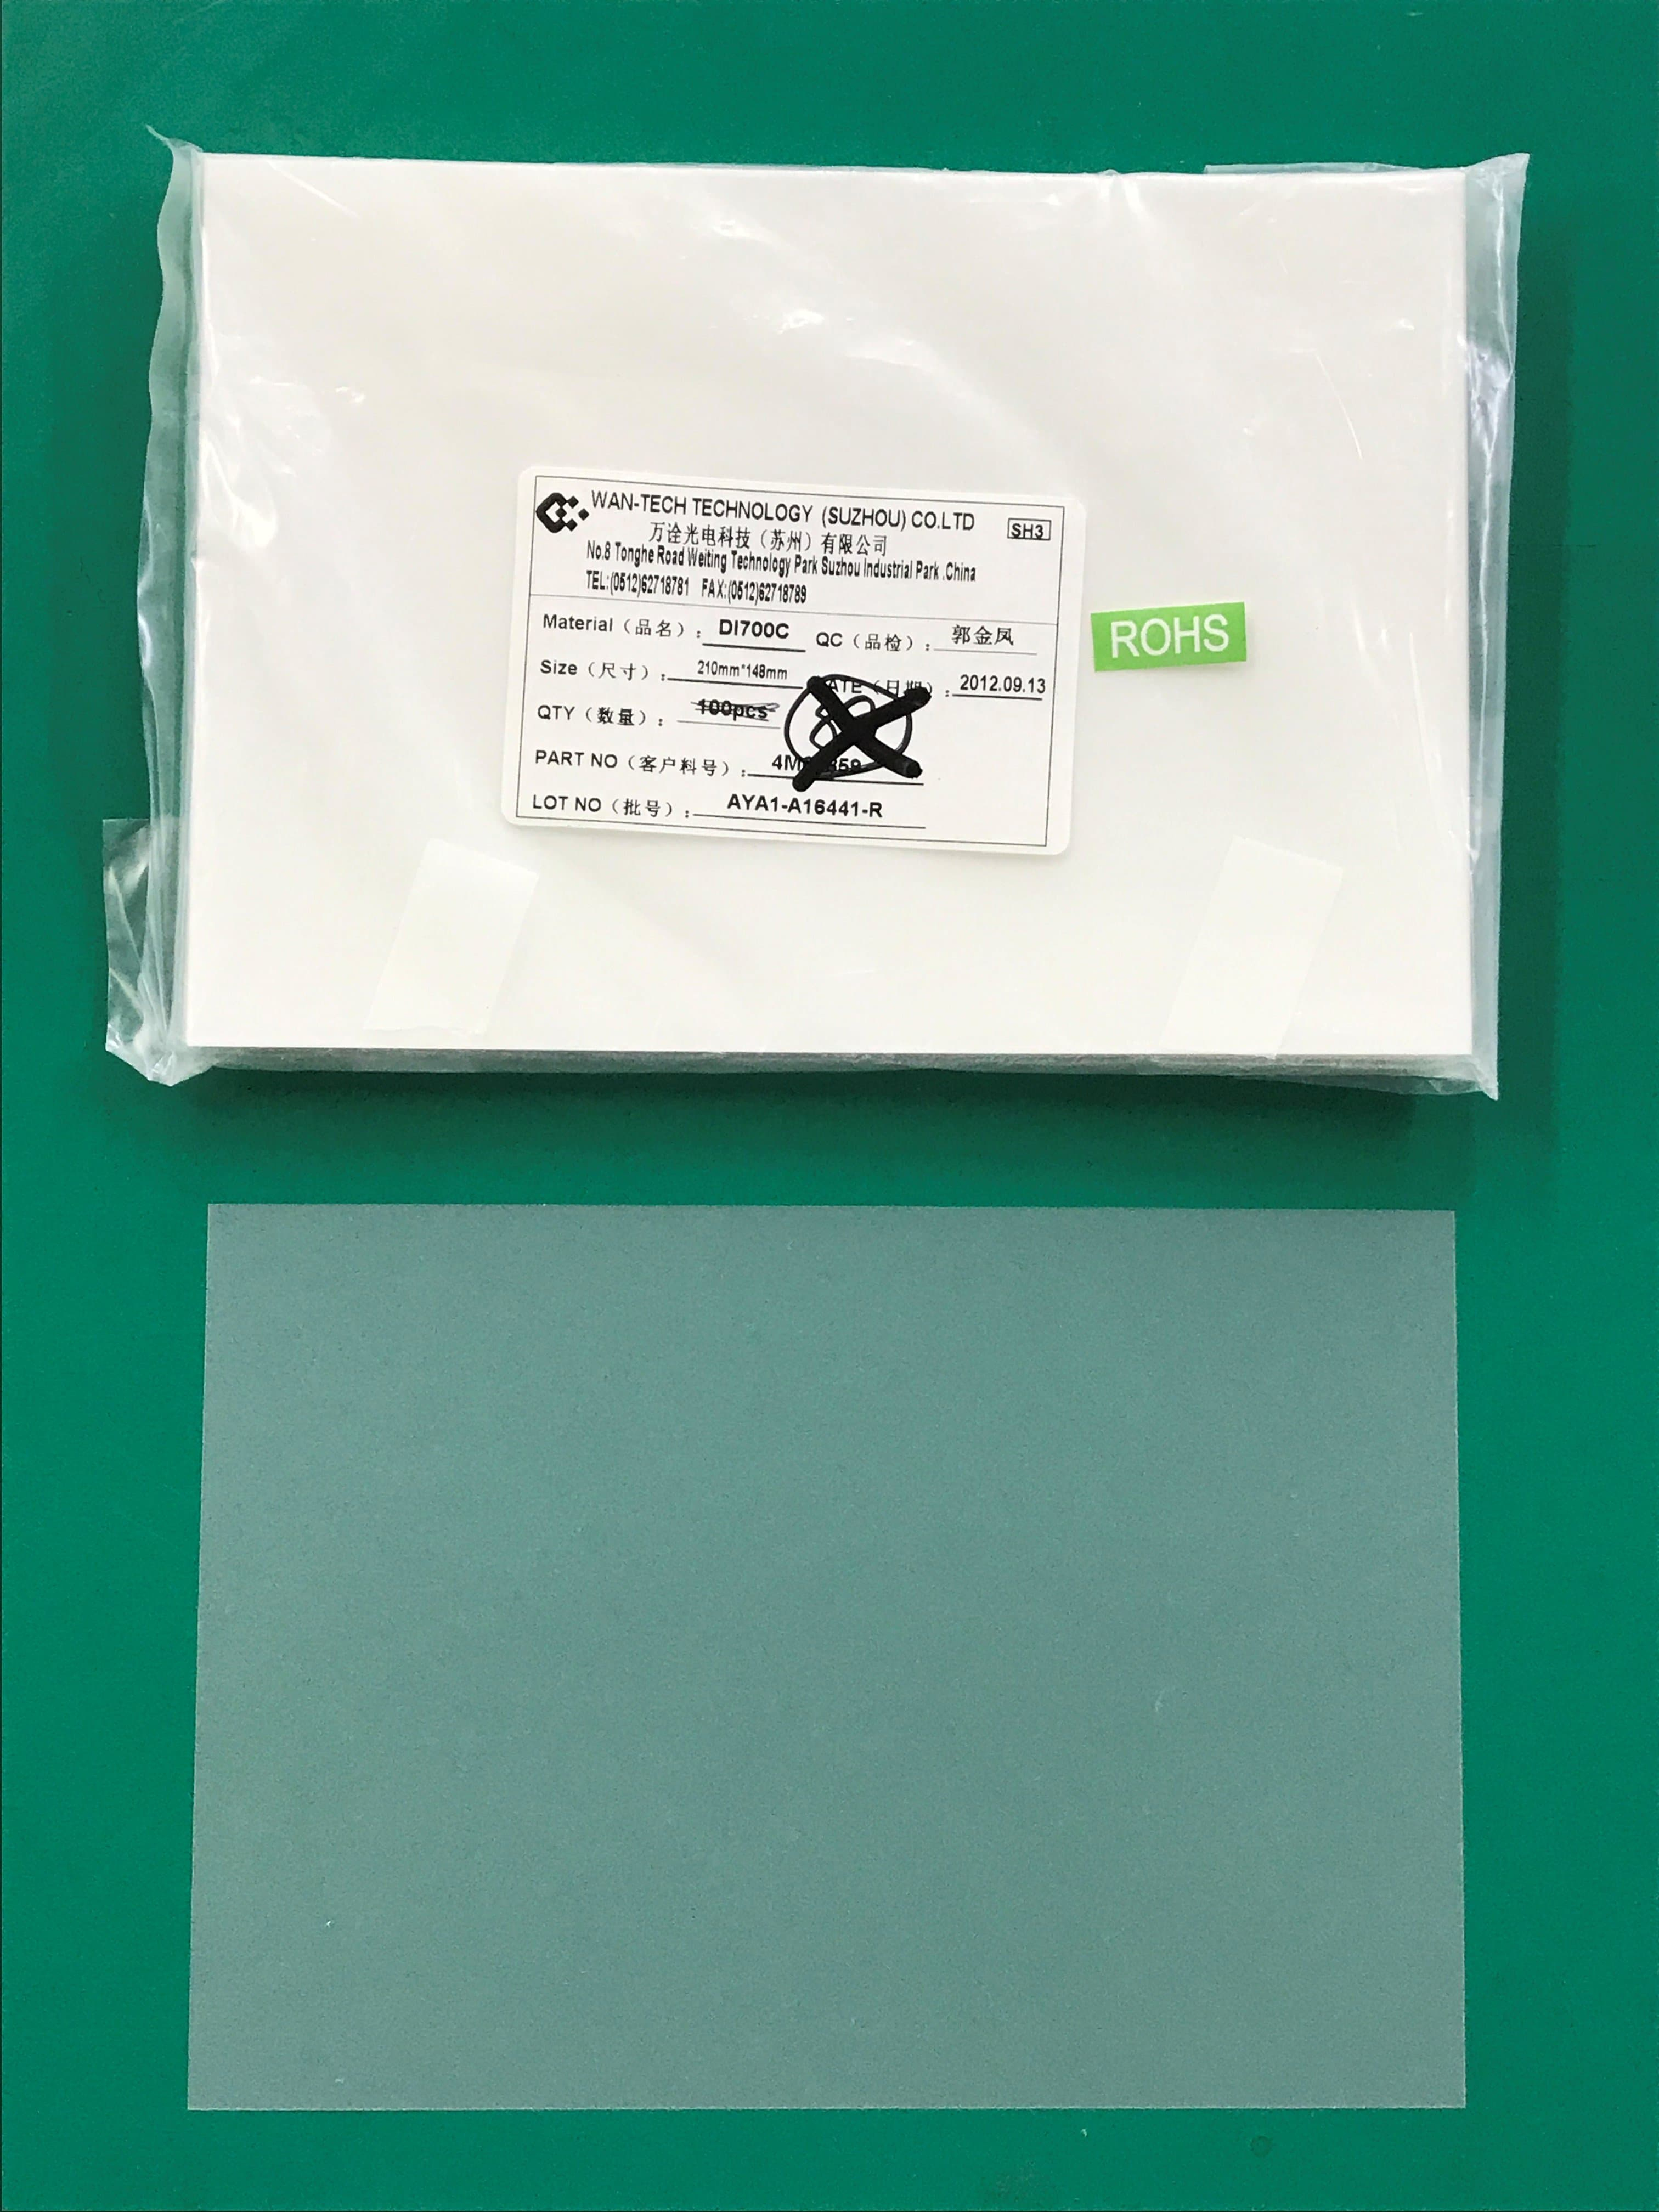 WAN-TECH TECHNOLOGY (SUZHOU) CO.LTD
SH3
万诠光电科技（苏州）有限公司
No.8 Tonghe Road Weiting Technology Park Suzhou Industrial Park .China
TEL:(0512)62718781 FAX:(0512)62718789
Material（品名）: DI700C QC（品检）: 郭金凤
Size（尺寸）: 210mm*148mm DATE（日期）: 2012.09.13
QTY（数量）: 100pcs
PART NO（客户料号）:
LOT NO（批号）: AYA1-A16441-R
ROHS